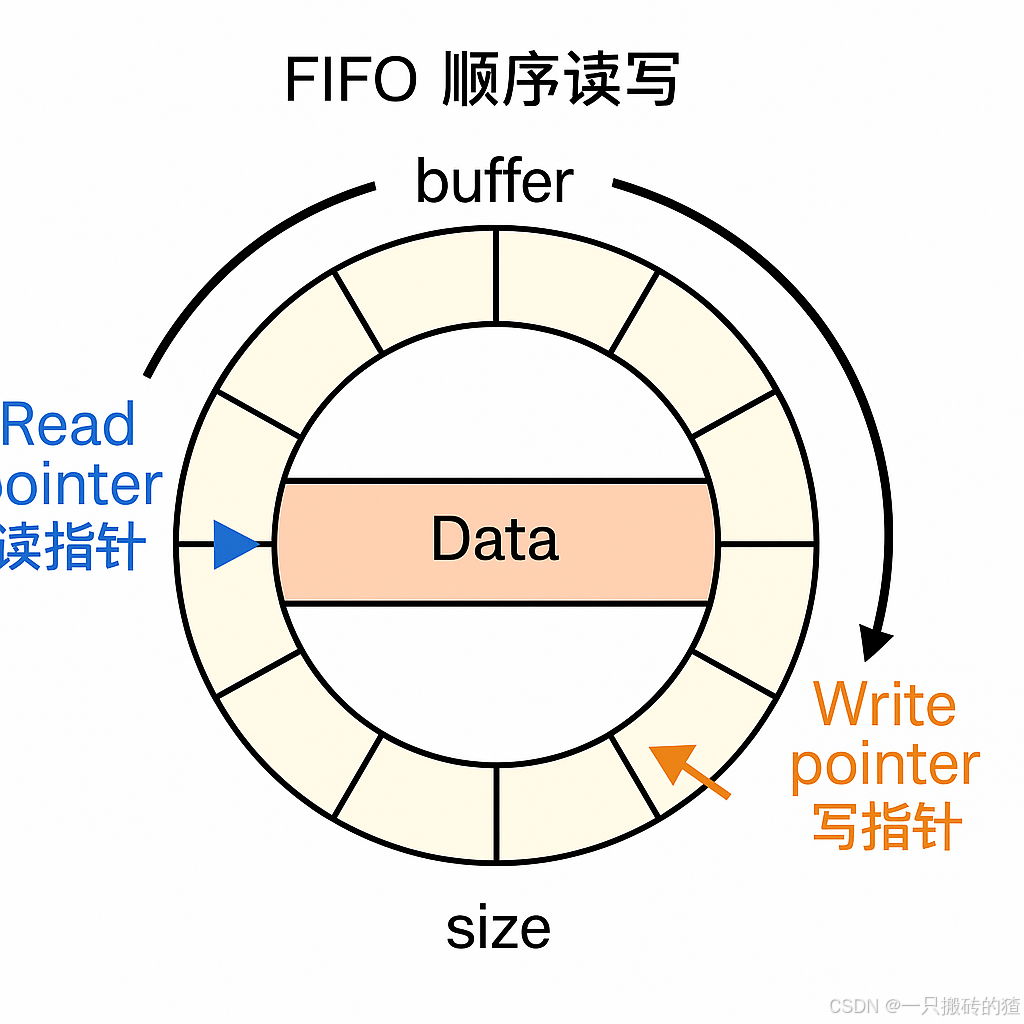 FIFO 顺序读写
buffer
Read
pointer
读指针
Data
Write
pointer
写指针
size
CSDN @一只搬砖的猹